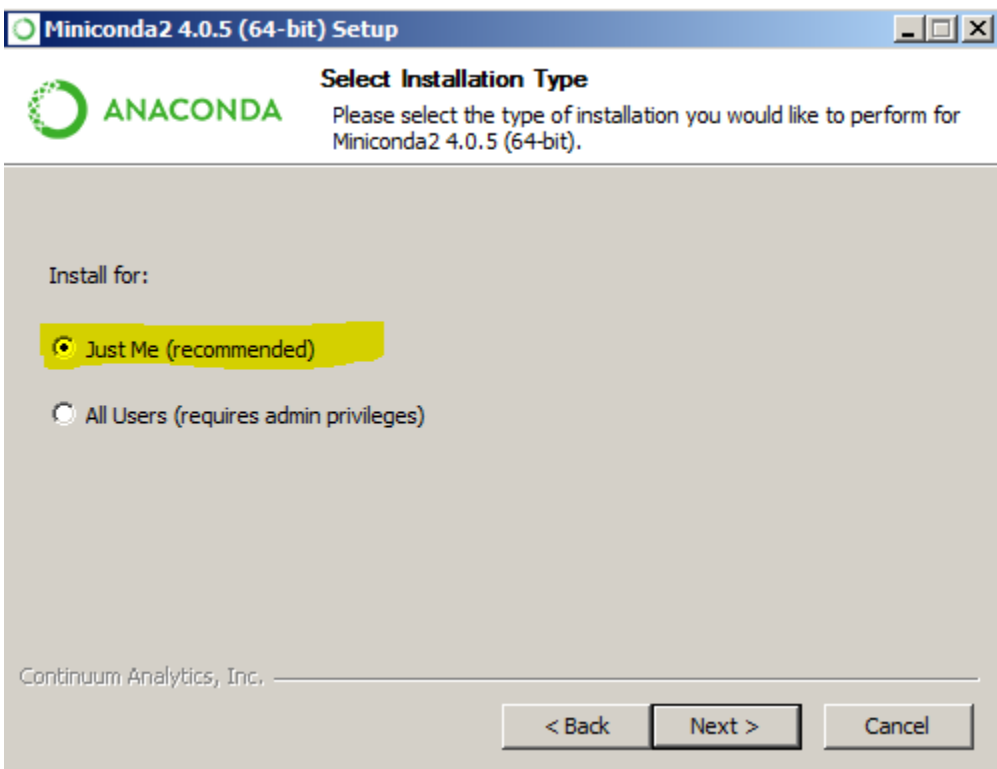 Miniconda2 4.0.5 (64-bit) Setup
ANACONDA
Select Installation Type
Please select the type of installation you would like to perform for
Miniconda2 4.0.5 (64-bit).
Install for:
Just Me (recommended)
All Users (requires admin privileges)
Continuum Analytics, Inc.
< Back Next > Cancel